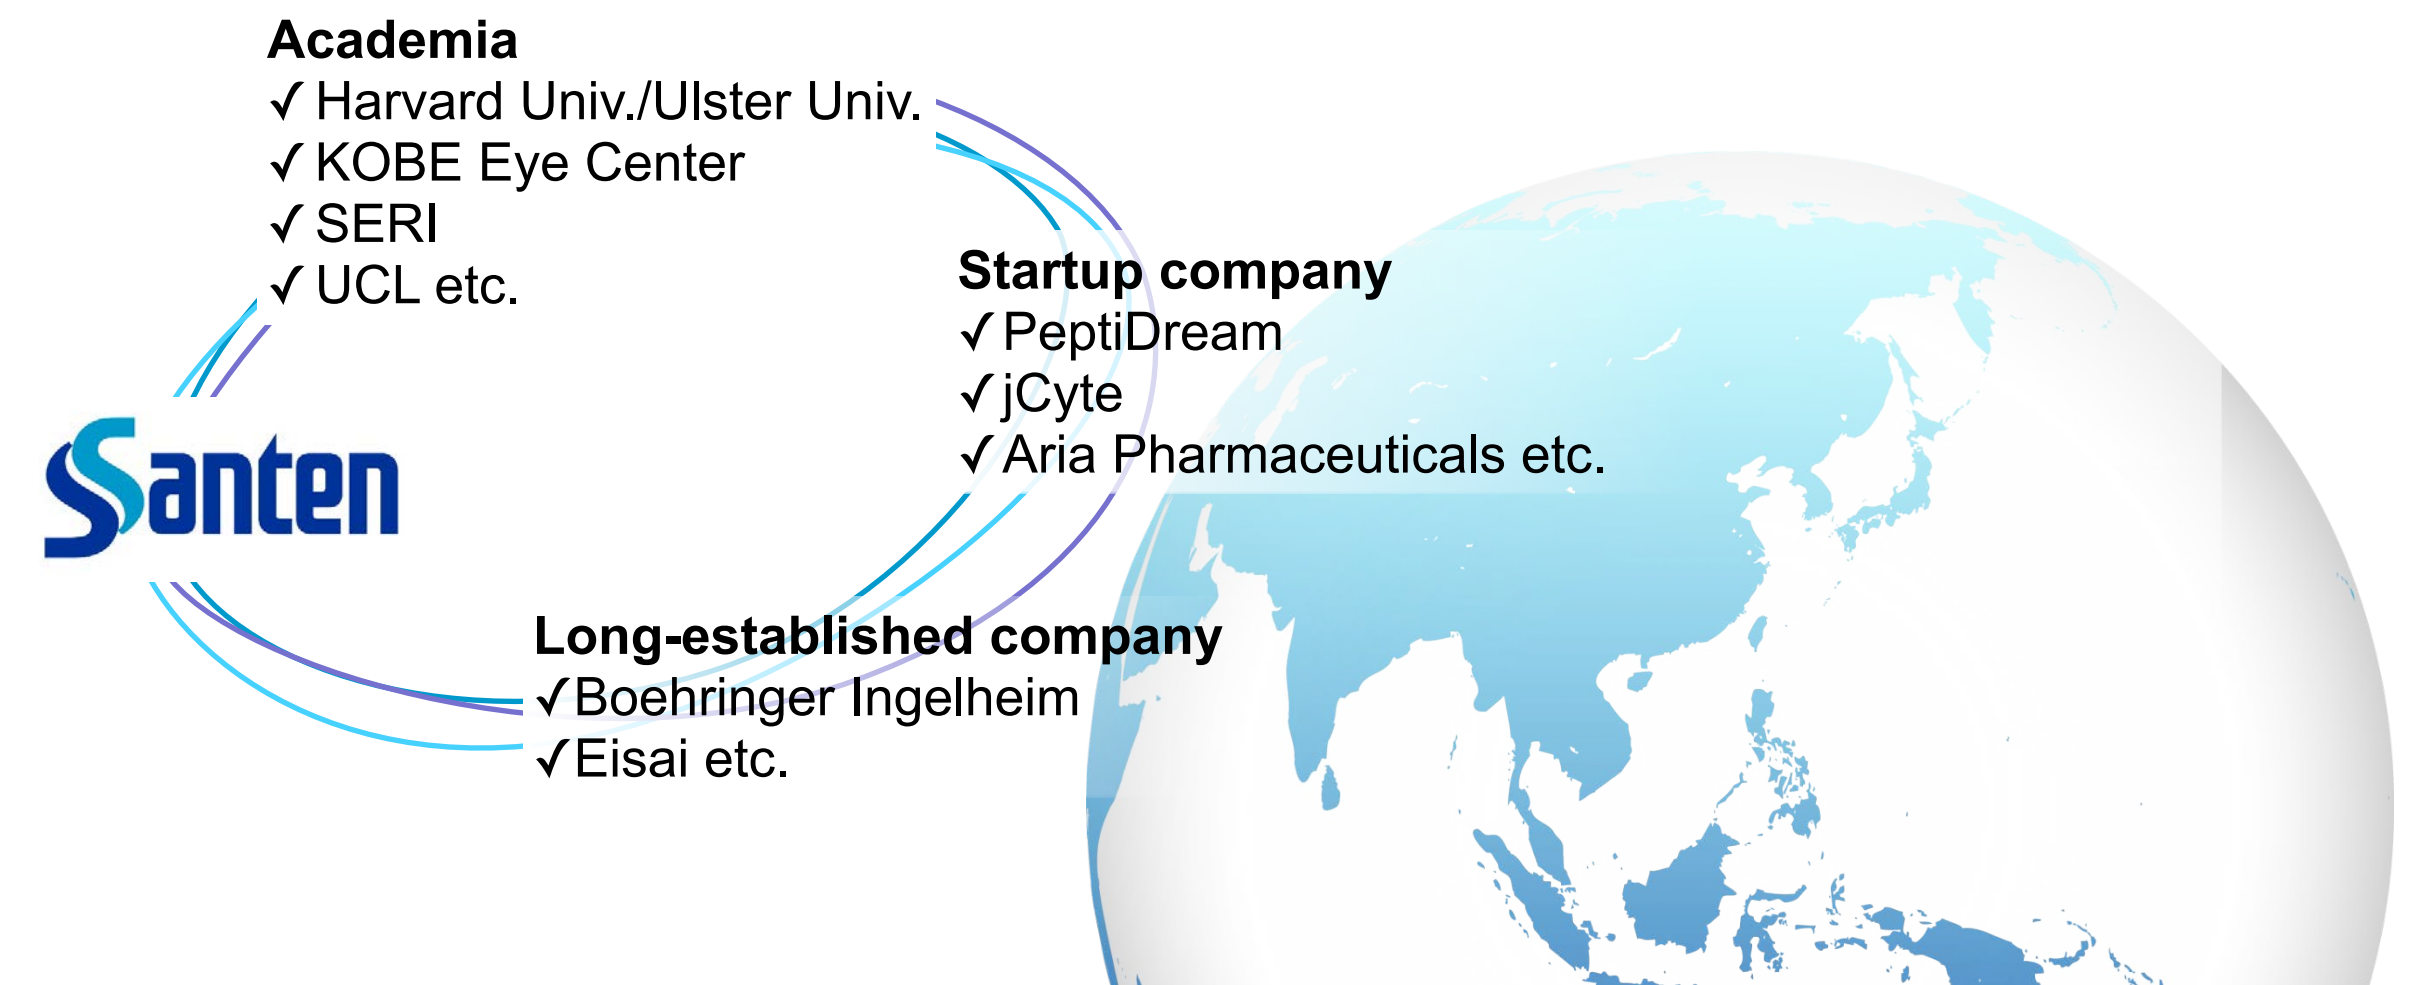 Academia
✓ Harvard Univ./Ulster Univ.
✓ KOBE Eye Center
✓ SERI
✓ UCL etc.
Startup company
✓ PeptiDream
✓ jCyte
✓ Aria Pharmaceuticals etc.
Santen
Long-established company
✓ Boehringer Ingelheim
✓ Eisai etc.